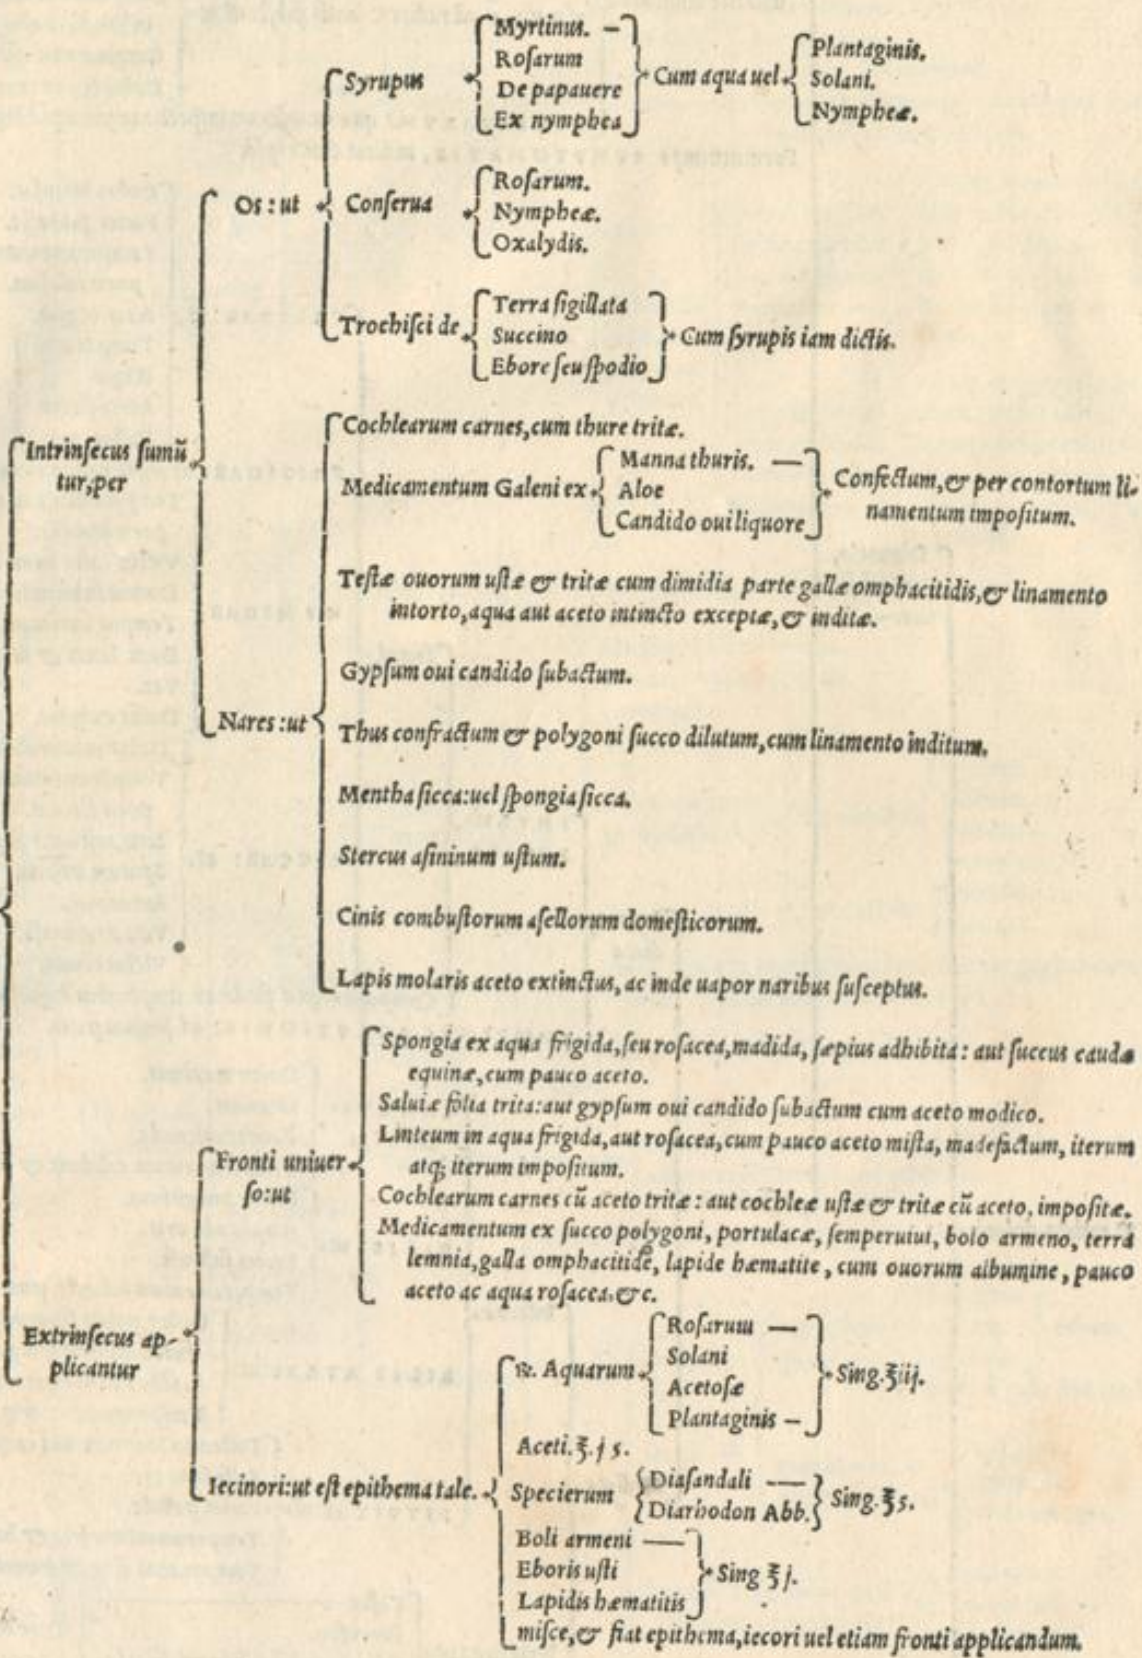 Intrinſecus ſumū
tur, per
Os : ut
Syrupus
Myrtinus.
Roſarum
De papauere
Ex nymphea
Cum aqua uel
Plantaginis.
Solani.
Nympheæ.
Conſerua
Roſarum.
Nympheæ.
Oxalydis.
Trochiſci de
Terra ſigillata
Succino
Ebore ſeu ſpodio
Cum ſyrupis iam dictis.
Nares : ut
Cochlearum carnes, cum thure tritæ.
Medicamentum Galeni ex
Manna thuris.
Aloe
Candido oui liquore
Confectum, & per contortum li-
namentum impoſitum.
Teſtæ ouorum uſtæ & tritæ cum dimidia parte gallæ omphacitidis, & linamento
intorto, aqua aut aceto intincto exceptæ, & inditæ.
Gypſum oui candido ſubactum.
Thus confractum & polygoni ſucco dilutum, cum linamento inditum.
Mentha ſicca: uel ſpongia ſicca.
Stercus aſininum uſtum.
Cinis combuſtorum aſellorum domeſticorum.
Lapis molaris aceto extinctus, ac inde uapor naribus ſuſceptus.
Extrinſecus ap-
plicantur
Fronti uniuer
ſo: ut
Spongia ex aqua frigida, ſeu roſacea, madida, ſæpius adhibita : aut ſuccus caudæ
equinæ, cum pauco aceto.
Saluiæ folia trita: aut gypſum oui candido ſubactum cum aceto modico.
Linteum in aqua frigida, aut roſacea, cum pauco aceto miſta, madefactum, iterum
atq; iterum impoſitum.
Cochlearum carnes cū aceto tritæ : aut cochleæ uſtæ & tritæ cū aceto, impoſitæ.
Medicamentum ex ſucco polygoni, portulacæ, ſemperuiui, bolo armeno, terra
lemnia, galla omphacitide, lapide hæmatite, cum ouorum albumine, pauco
aceto ac aqua roſacea, &c.
Iecinori: ut eſt epithema tale.
℞. Aquarum
Roſarum
Solani
Acetoſæ
Plantaginis
Sing. ℥iij.
Aceti. ℥. j s.
Specierum
Diaſandali
Diarhodon Abb.
Sing. ℥ s.
Boli armeni
Eboris uſti
Lapidis hæmatitis
Sing ℥ j.
miſce, & fiat epithema, iecori uel etiam fronti applicandum.